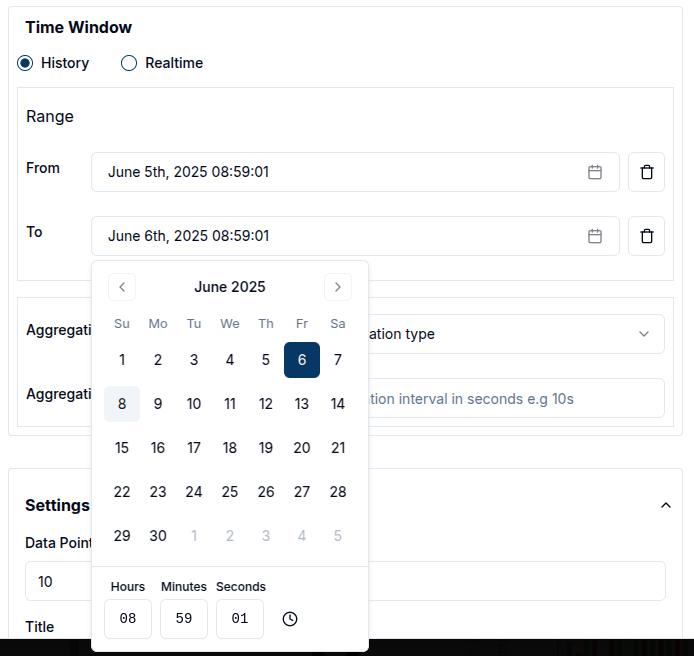 Time Window
History Realtime
Range
From June 5th, 2025 08:59:01
To June 6th, 2025 08:59:01
June 2025
Su Mo Tu We Th Fr Sa
1 2 3 4 5 6 7
8 9 10 11 12 13 14
15 16 17 18 19 20 21
22 23 24 25 26 27 28
29 30 1 2 3 4 5
Hours Minutes Seconds
08 59 01
Aggregati ation type
Aggregati tion interval in seconds e.g 10s
Settings
Data Point
10
Title